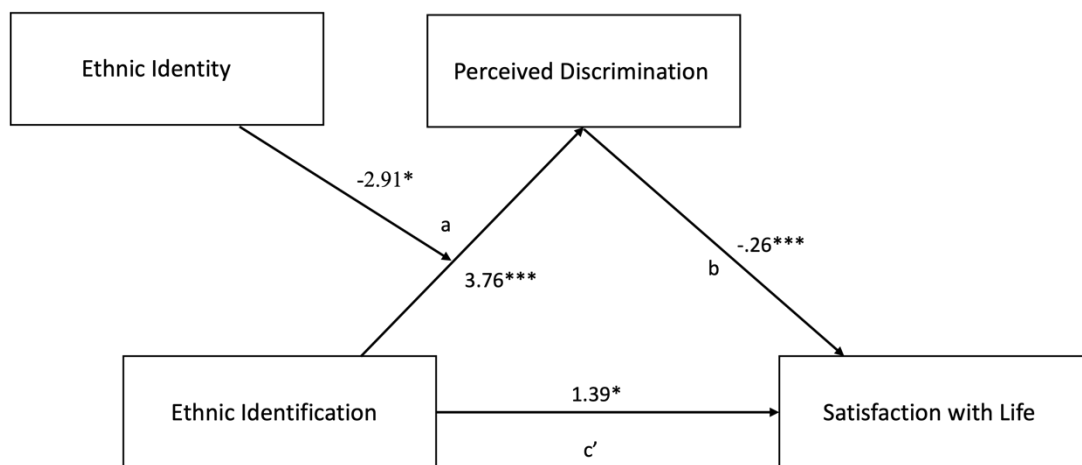 Ethnic Identity
Perceived Discrimination
-2.91*
a
3.76***
-.26***
b
Ethnic Identification
1.39*
c’
Satisfaction with Life